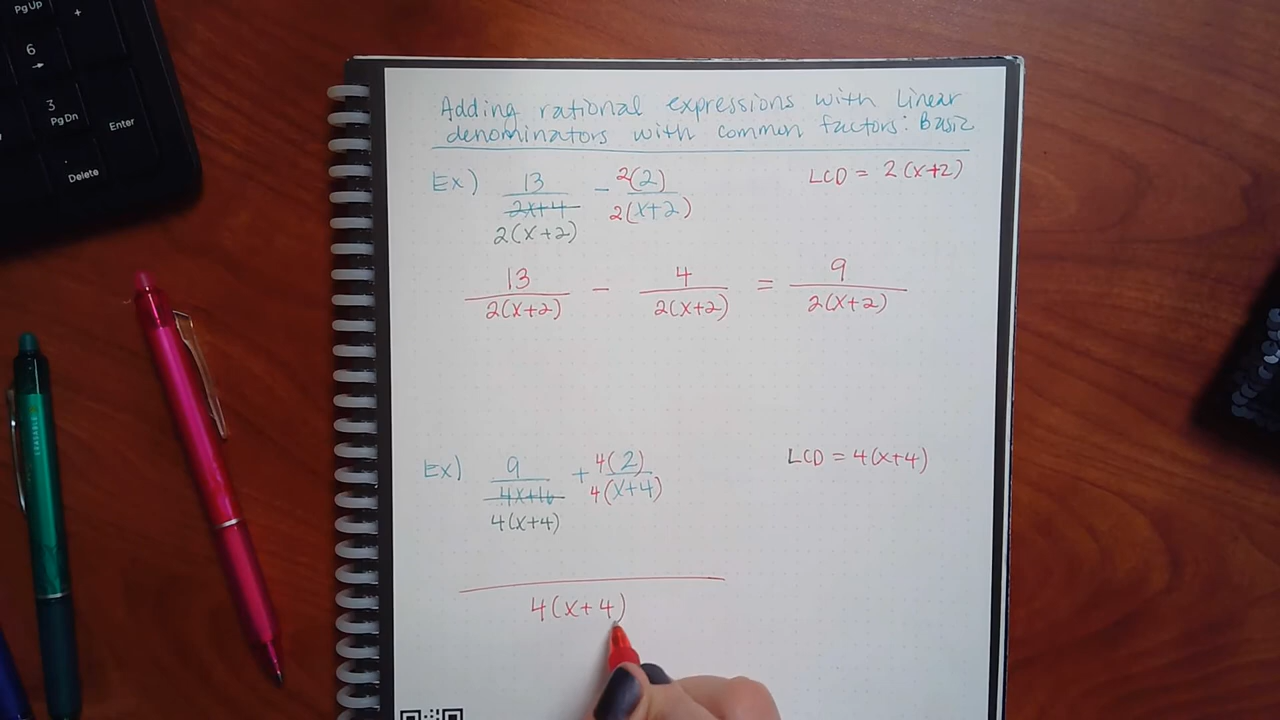 PgUp
+
6
3
PgDn
Enter
Delete
Adding rational expressions with linear
denominators with common factors: Basic
Ex) 13/2x+4 - 2(2)/2(x+2) LCD = 2(x+2)
2(x+2)
13/2(x+2) - 4/2(x+2) = 9/2(x+2)
Ex) 9/4x+16 + 4(2)/4(x+4) LCD = 4(x+4)
4(x+4)
4(x+4)